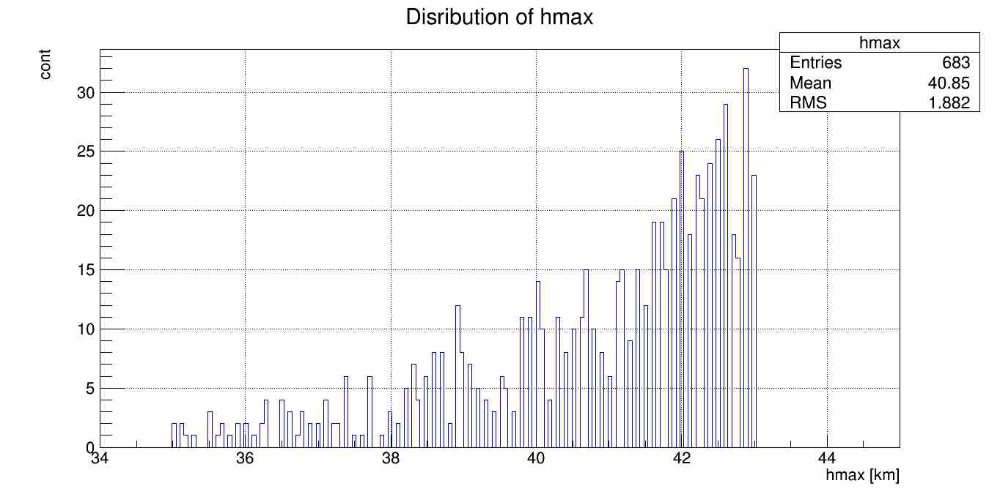 Disribution of hmax
cont
hmax
Entries 683
Mean 40.85
RMS 1.882
30
25
20
15
10
5
0
34 36 38 40 42 44
hmax [km]